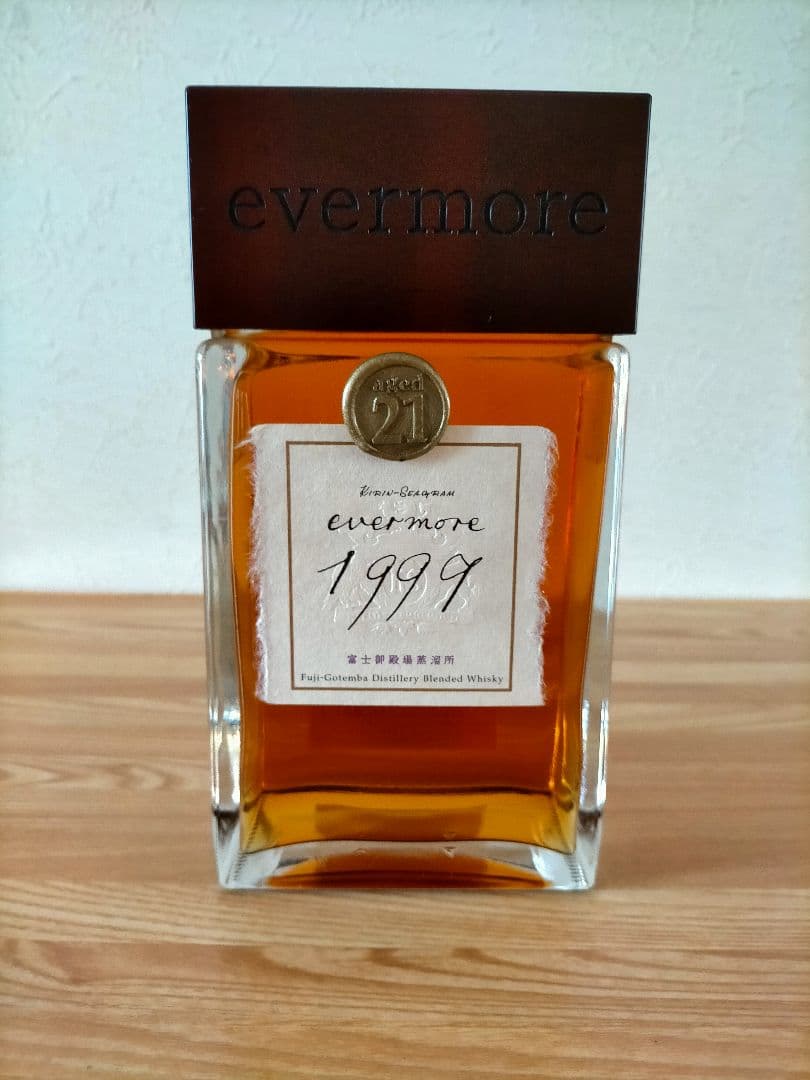 evermore
aged
21
KIRIN-SEAGRAM
evermore
1999
富士御殿場蒸溜所
Fuji-Gotemba Distillery Blended Whisky